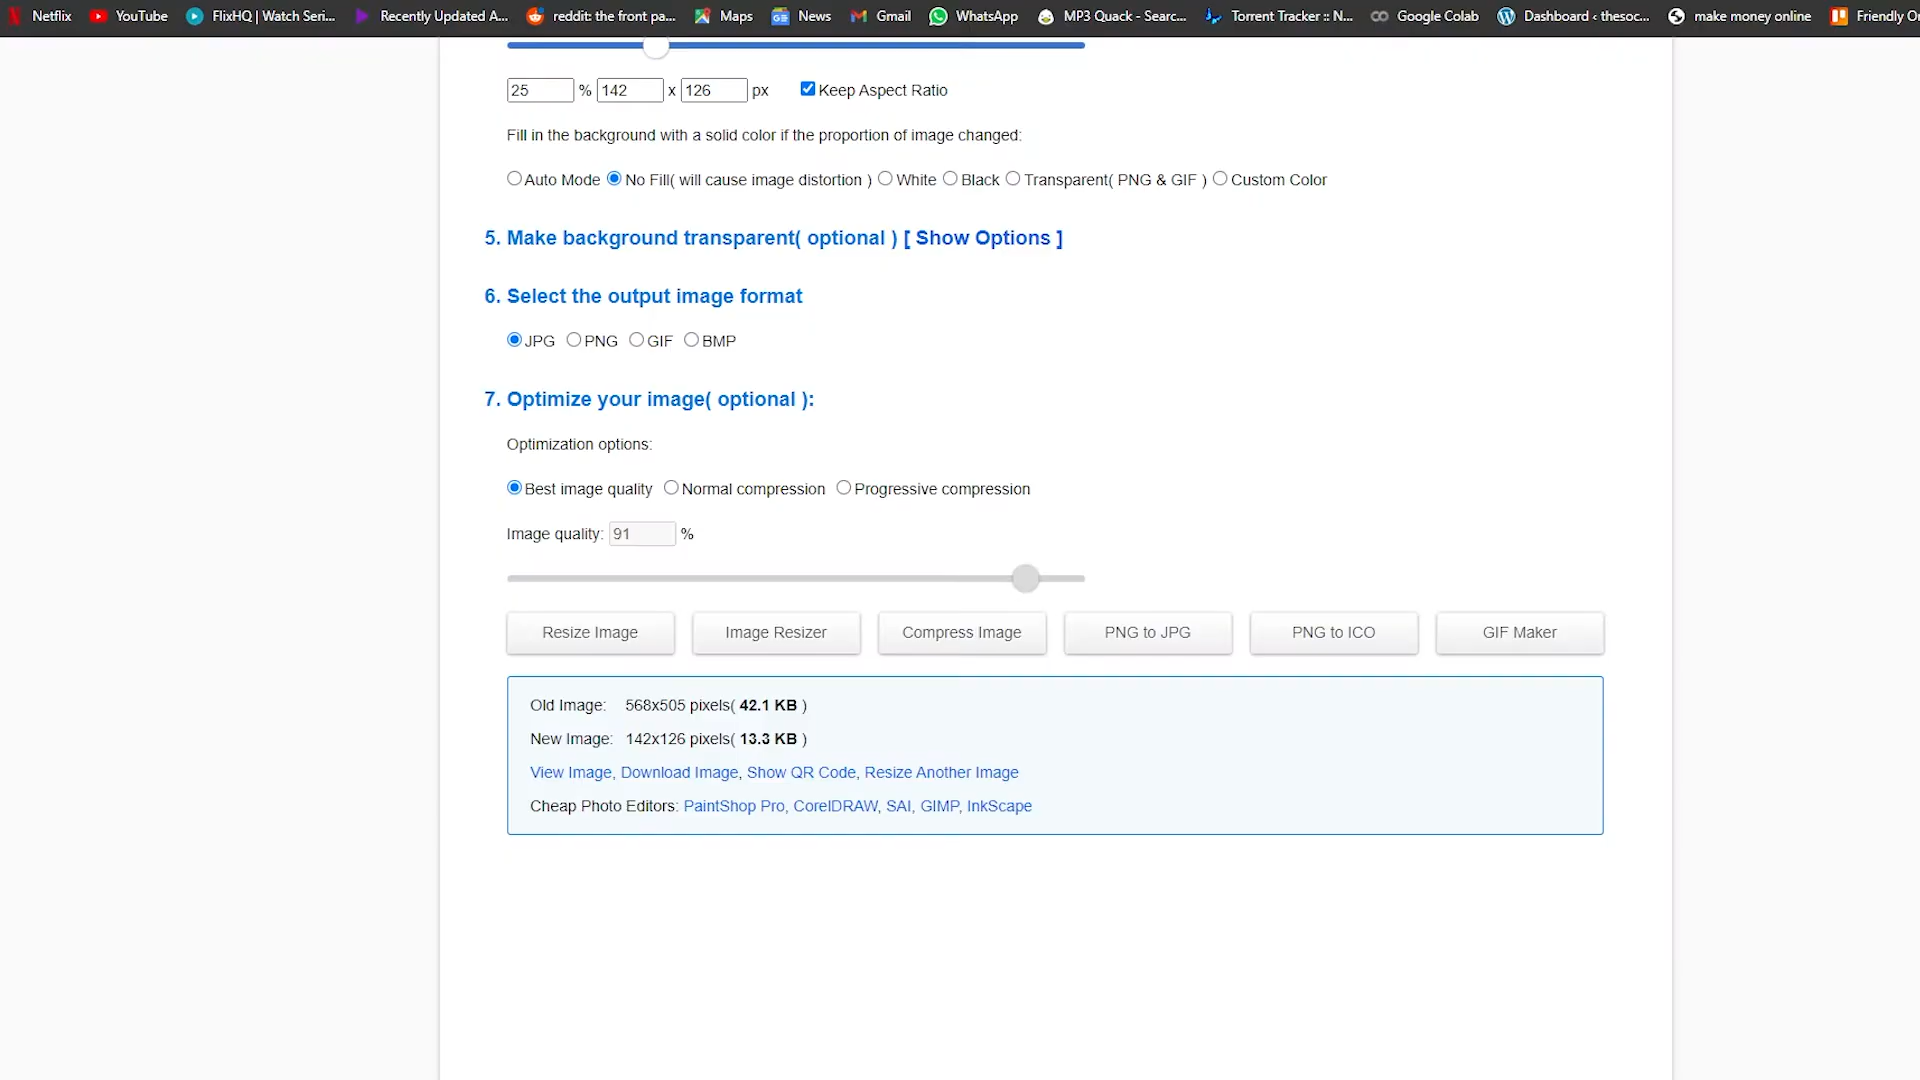 Netflix YouTube FlixHQ | Watch Seri... Recently Updated A... reddit: the front pa... Maps News Gmail WhatsApp MP3 Quack - Searc... Torrent Tracker :: N... Google Colab Dashboard ‹ thesoc... make money online Friendly Or
25 % 142 x 126 px Keep Aspect Ratio
Fill in the background with a solid color if the proportion of image changed:
Auto Mode No Fill( will cause image distortion ) White Black Transparent( PNG & GIF ) Custom Color
5. Make background transparent( optional ) [ Show Options ]
6. Select the output image format
JPG PNG GIF BMP
7. Optimize your image( optional ):
Optimization options:
Best image quality Normal compression Progressive compression
Image quality: 91 %
Resize Image Image Resizer Compress Image PNG to JPG PNG to ICO GIF Maker
Old Image: 568x505 pixels( 42.1 KB )
New Image: 142x126 pixels( 13.3 KB )
View Image, Download Image, Show QR Code, Resize Another Image
Cheap Photo Editors: PaintShop Pro, CorelDRAW, SAI, GIMP, InkScape